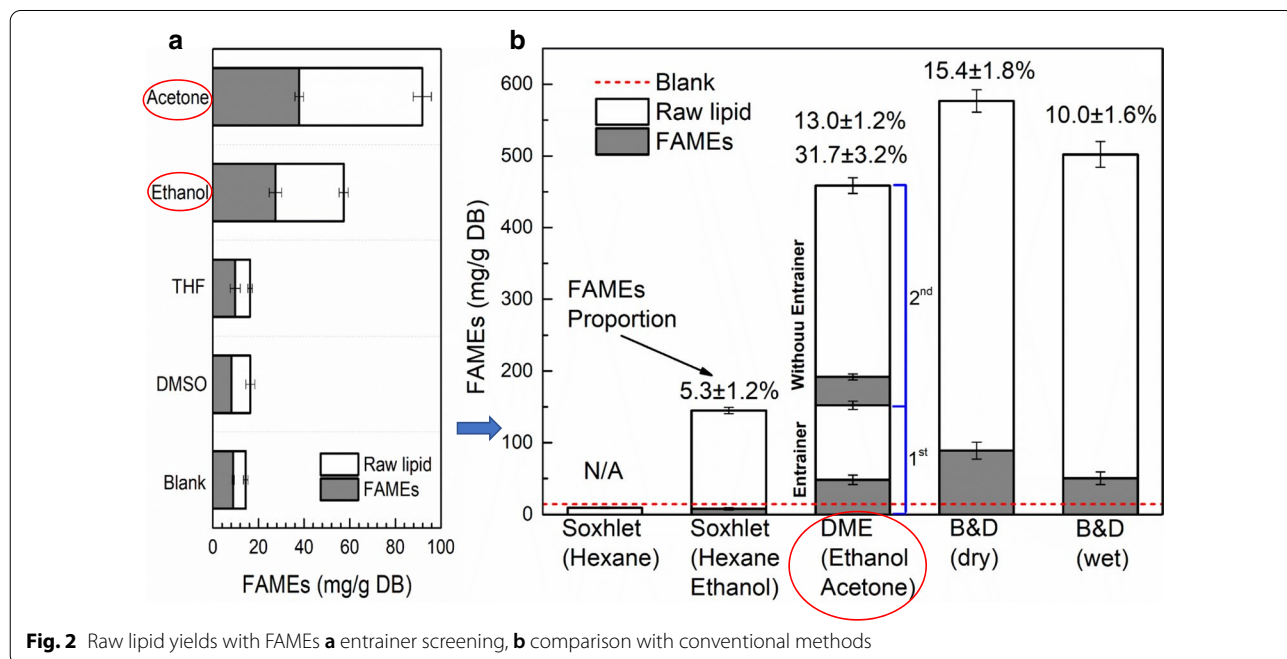 a
Acetone
Ethanol
THF
DMSO
Blank
Raw lipid
FAMEs
0 20 40 60 80 100
FAMEs (mg/g DB)
b
600
500
400
300
200
100
0
FAMEs (mg/g DB)
Blank
Raw lipid
FAMEs
FAMEs
Proportion
N/A
5.3±1.2%
13.0±1.2%
31.7±3.2%
15.4±1.8%
10.0±1.6%
Withouu Entrainer
Entrainer
2nd
1st
Soxhlet
(Hexane)
Soxhlet
(Hexane
Ethanol)
DME
(Ethanol
Acetone)
B&D
(dry)
B&D
(wet)
Fig. 2 Raw lipid yields with FAMEs a entrainer screening, b comparison with conventional methods